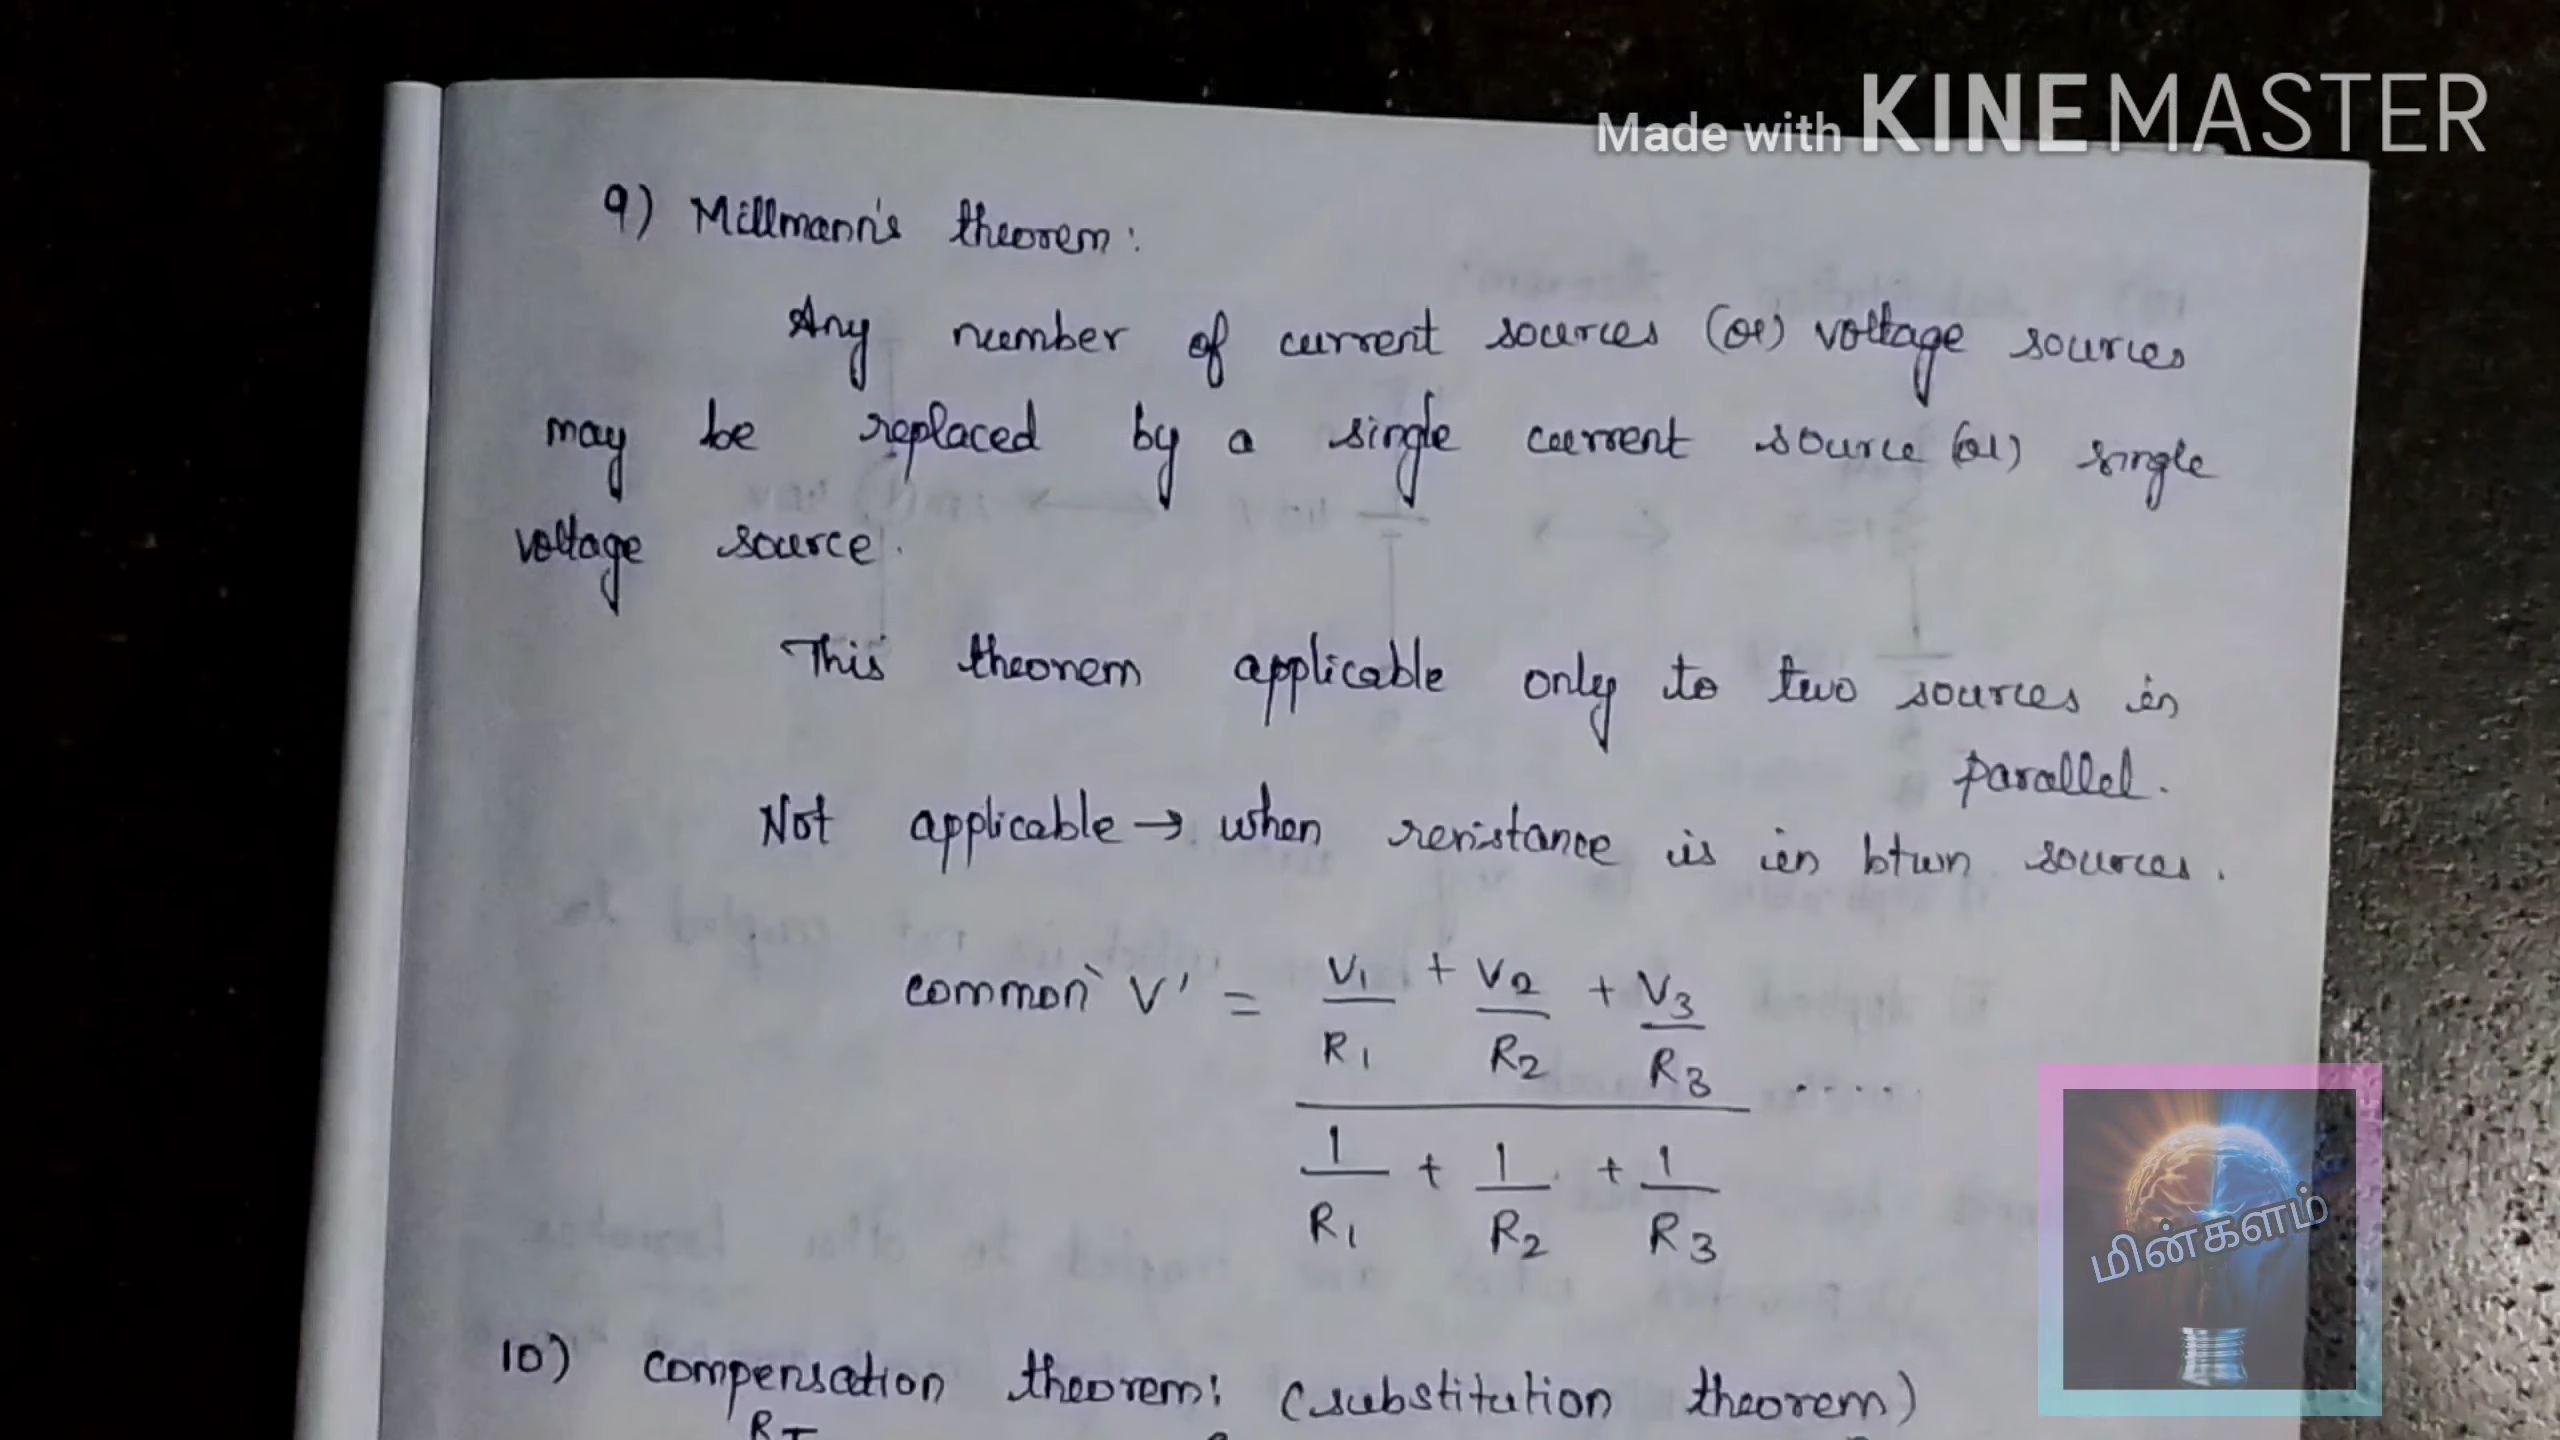 Made with KINEMASTER
9) Millmann's theorem:
Any number of current sources (or) voltage sources
may be replaced by a single current source (or) single
voltage source.
This theorem applicable only to two sources in
parallel.
Not applicable → when resistance is in btwn sources.
common V' = V1/R1 + V2/R2 + V3/R3 ....
1/R1 + 1/R2 + 1/R3
மின்களம்
10) compensation theorem: (substitution theorem)